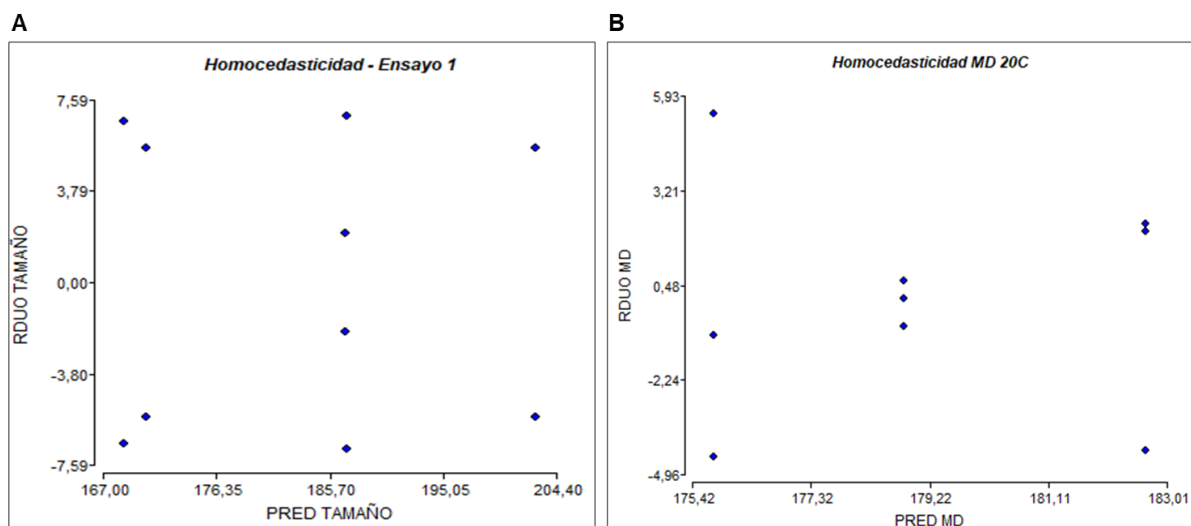 A
Homocedasticidad - Ensayo 1
7,59
3,79
0,00
-3,80
-7,59
RDUO TAMAÑO
167,00 176,35 185,70 195,05 204,40
PRED TAMAÑO
B
Homocedasticidad MD 20C
5,93
3,21
0,48
-2,24
-4,96
RDUO MD
175,42 177,32 179,22 181,11 183,01
PRED MD